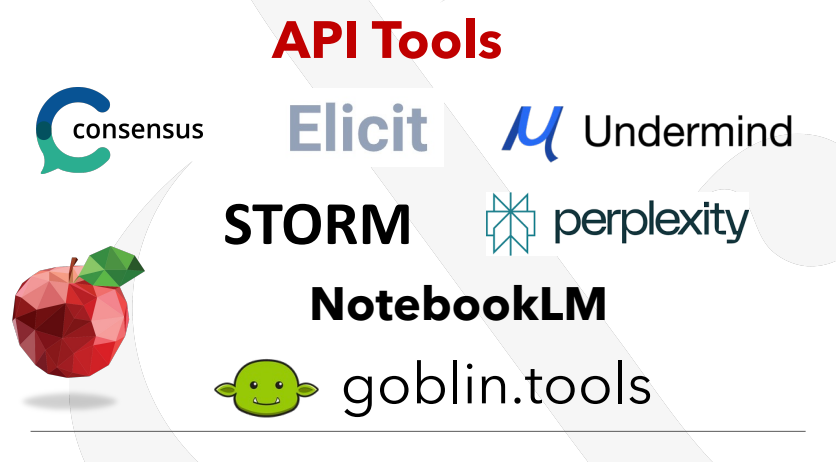 API Tools
consensus
Elicit
Undermind
STORM
perplexity
NotebookLM
goblin.tools